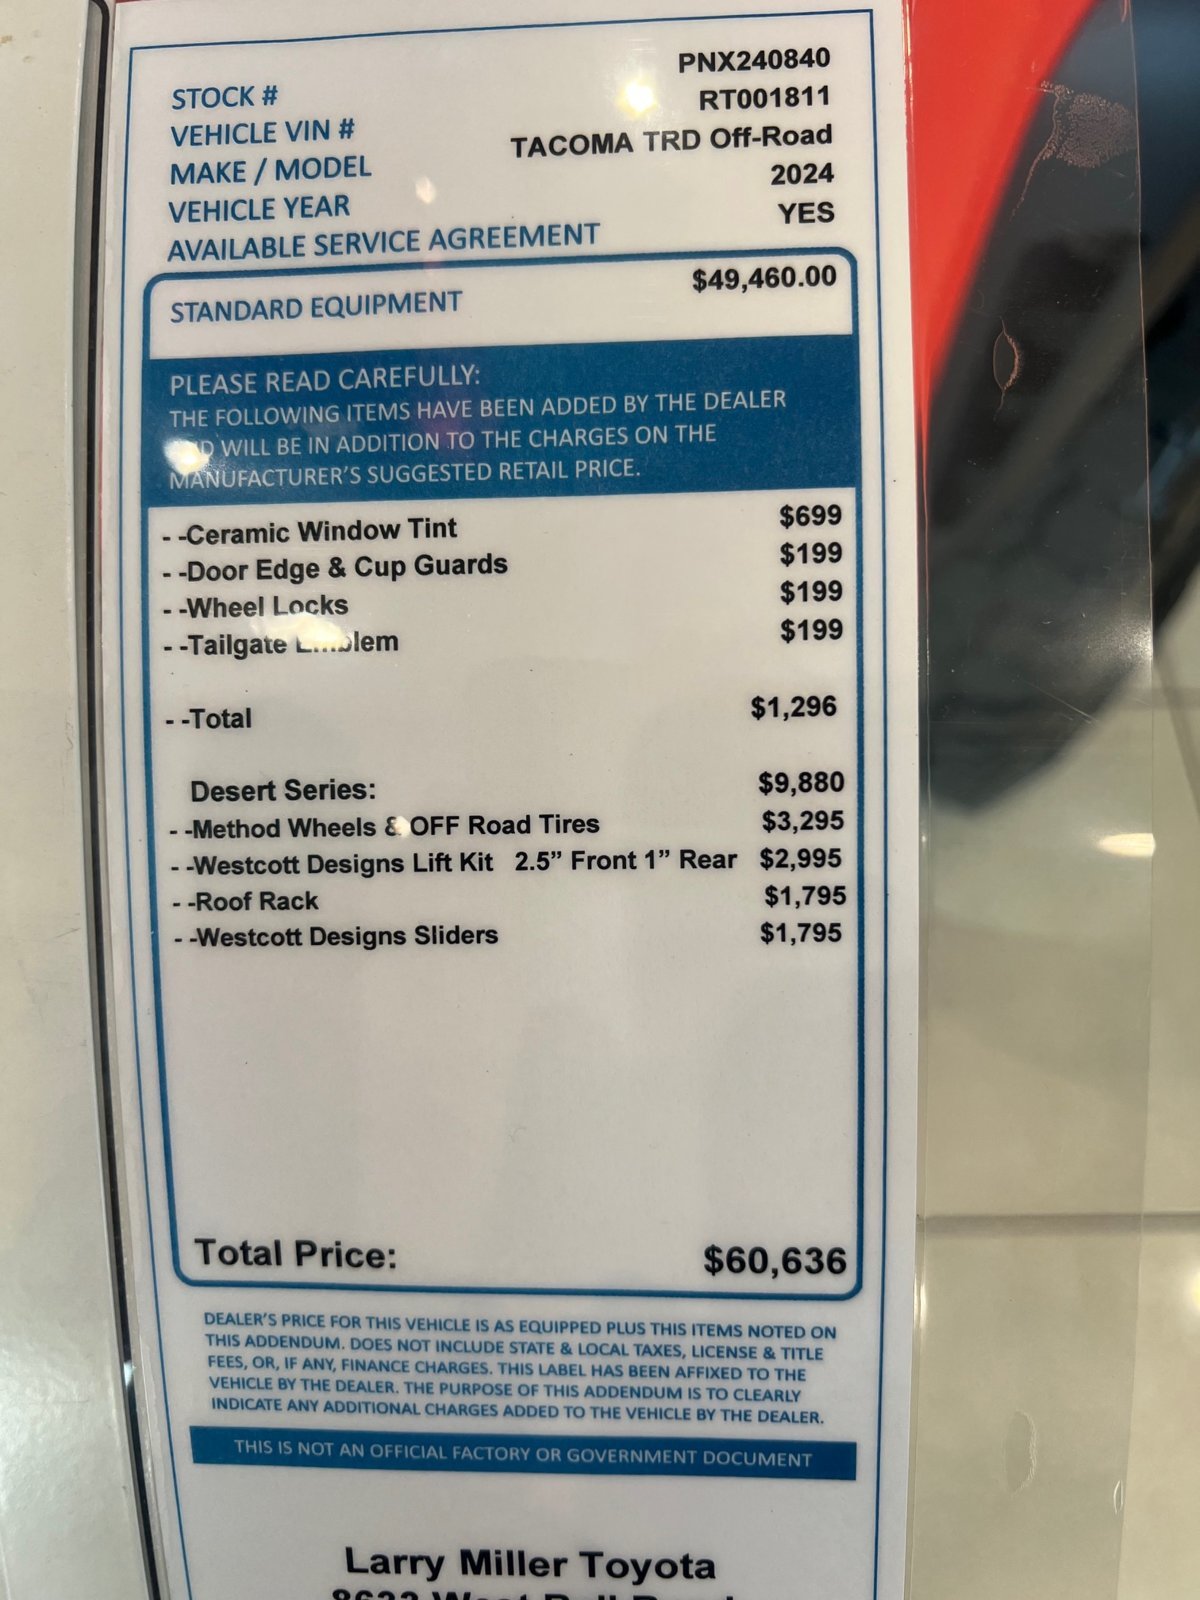 STOCK # PNX240840
VEHICLE VIN # RT001811
MAKE / MODEL TACOMA TRD Off-Road
VEHICLE YEAR 2024
AVAILABLE SERVICE AGREEMENT YES
STANDARD EQUIPMENT $49,460.00
PLEASE READ CAREFULLY:
THE FOLLOWING ITEMS HAVE BEEN ADDED BY THE DEALER
AND WILL BE IN ADDITION TO THE CHARGES ON THE
MANUFACTURER'S SUGGESTED RETAIL PRICE.
- -Ceramic Window Tint $699
- -Door Edge & Cup Guards $199
- -Wheel Locks $199
- -Tailgate Emblem $199
- -Total $1,296
Desert Series: $9,880
- -Method Wheels & OFF Road Tires $3,295
- -Westcott Designs Lift Kit 2.5” Front 1” Rear $2,995
- -Roof Rack $1,795
- -Westcott Designs Sliders $1,795
Total Price: $60,636
DEALER'S PRICE FOR THIS VEHICLE IS AS EQUIPPED PLUS THIS ITEMS NOTED ON
THIS ADDENDUM. DOES NOT INCLUDE STATE & LOCAL TAXES, LICENSE & TITLE
FEES, OR, IF ANY, FINANCE CHARGES. THIS LABEL HAS BEEN AFFIXED TO THE
VEHICLE BY THE DEALER. THE PURPOSE OF THIS ADDENDUM IS TO CLEARLY
INDICATE ANY ADDITIONAL CHARGES ADDED TO THE VEHICLE BY THE DEALER.
THIS IS NOT AN OFFICIAL FACTORY OR GOVERNMENT DOCUMENT
Larry Miller Toyota